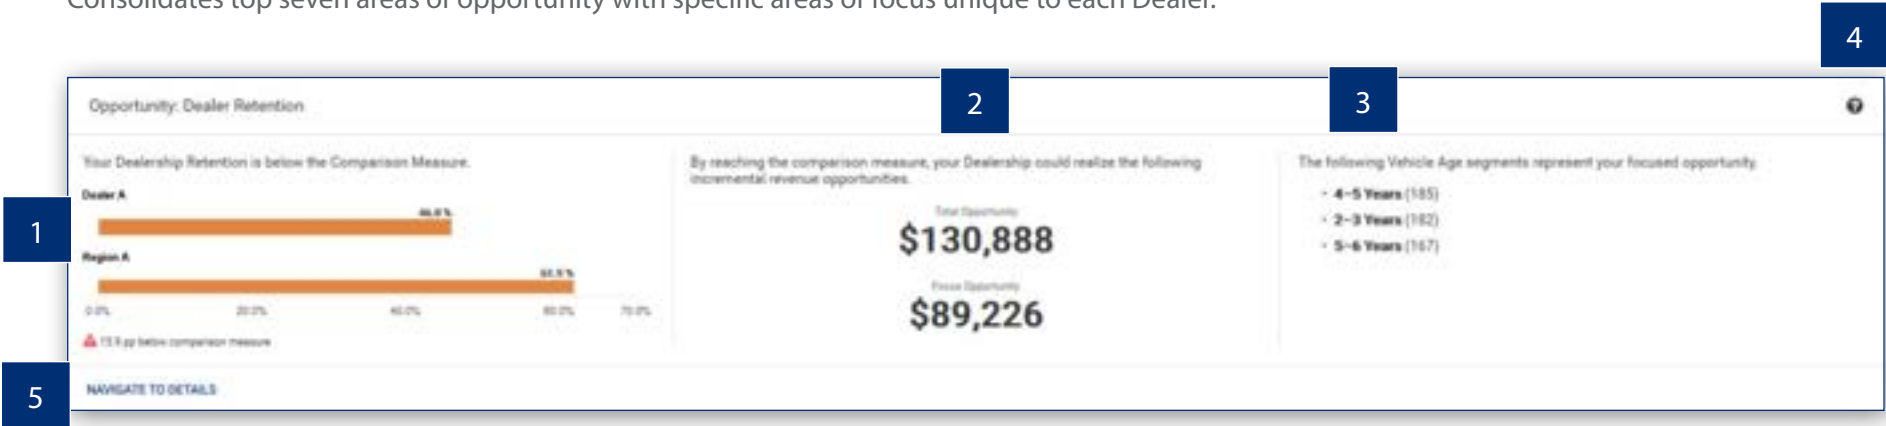 Consolidates top seven areas of opportunity with specific areas of focus unique to each Dealer.
4
2
3
Opportunity: Dealer Retention
Your Dealership Retention is below the Comparison Measure.
By reaching the comparison measure, your Dealership could realize the following
incremental revenue opportunities.
The following Vehicle Age segments represent your focused opportunity.
Dealer A
1
Region A
0.0% 20.0% 40.0% 60.0% 70.0%
pp below comparison measure
Total Opportunity
$130,888
Focus Opportunity
$89,226
• 4-5 Years (185)
• 2-3 Years (182)
• 5-6 Years (167)
5
NAVIGATE TO DETAILS